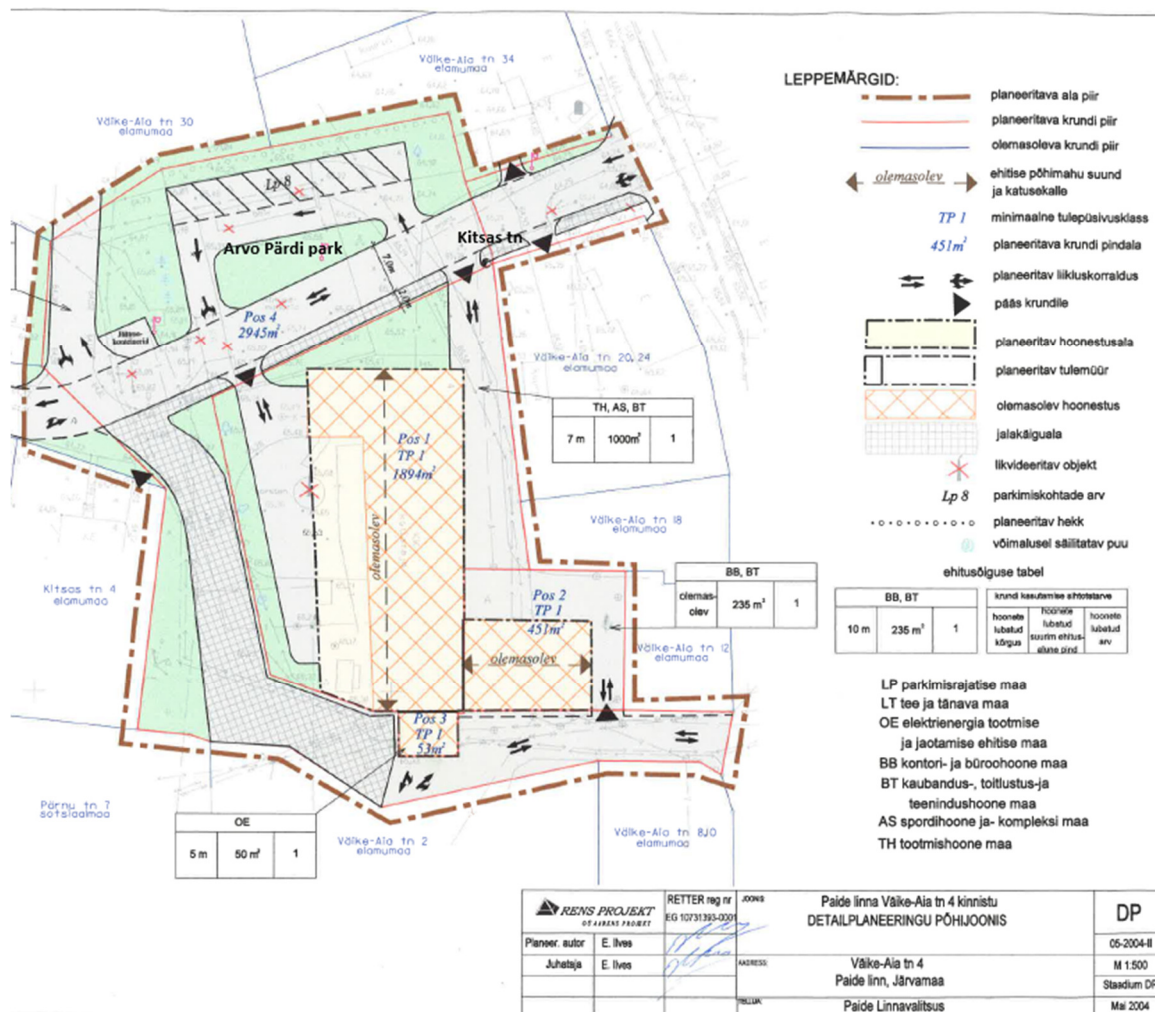 Väike-Aia tn 34
elamumaa
Väike-Aia tn 30
elamumaa
Lp 8
Arvo Pärdi park
Kitsas tn
7.0m
2.0m
Pos 4
2945m²
Väike-Aia tn 20,24
elamumaa
TH, AS, BT
7 m 1000m² 1
Pos 1
TP 1
1894m²
olemasolev
Väike-Aia tn 18
elamumaa
Kitsas tn 4
elamumaa
BB, BT
olemas-
olev 235 m² 1
Pos 2
TP 1
451m²
olemasolev
Väike-Aia tn 12
elamumaa
Pos 3
TP 1
53m²
Pärnu tn 7
sotsiaalmaa
OE
5 m 50 m² 1
Väike-Aia tn 2
elamumaa
Väike-Aia tn 8,10
elamumaa
LEPPEMÄRGID:
planeeritava ala piir
planeeritava krundi piir
olemasoleva krundi piir
olemasolev ehitise põhimahu suund
ja katusekalle
TP 1 minimaalne tulepüsivusklass
451m² planeeritava krundi pindala
planeeritav liikluskorraldus
pääs krundile
planeeritav hoonestusala
planeeritav tulemüür
olemasolev hoonestus
jalakäiguala
likvideeritav objekt
Lp 8 parkimiskohtade arv
planeeritav hekk
võimalusel säilitatav puu
ehitusõiguse tabel
BB, BT
10 m 235 m² 1
krundi kasutamise sihtotstarve
hoonete lubatud kõrgus
hoonete lubatud suurim ehitus-alune pind
hoonete lubatud arv
LP parkimisrajatise maa
LT tee ja tänava maa
OE elektrienergia tootmise
ja jaotamise ehitise maa
BB kontori- ja büroohoone maa
BT kaubandus-, toitlustus-ja
teenindushoone maa
AS spordihoone ja- kompleksi maa
TH tootmishoone maa
RENS PROJEKT
OÜ AARENS PROJEKT
RETTER reg nr
EG 10731393-0001
JOONIS:
Paide linna Väike-Aia tn 4 kinnistu
DETAILPLANEERINGU PÕHIJOONIS
DP
Planeer. autor E. Ilves
05-2004-II
Juhataja E. Ilves
AADRESS:
Väike-Aia tn 4
Paide linn, Järvamaa
M 1:500
Staadium DP
TELLIJA:
Paide Linnavalitsus
Mai 2004